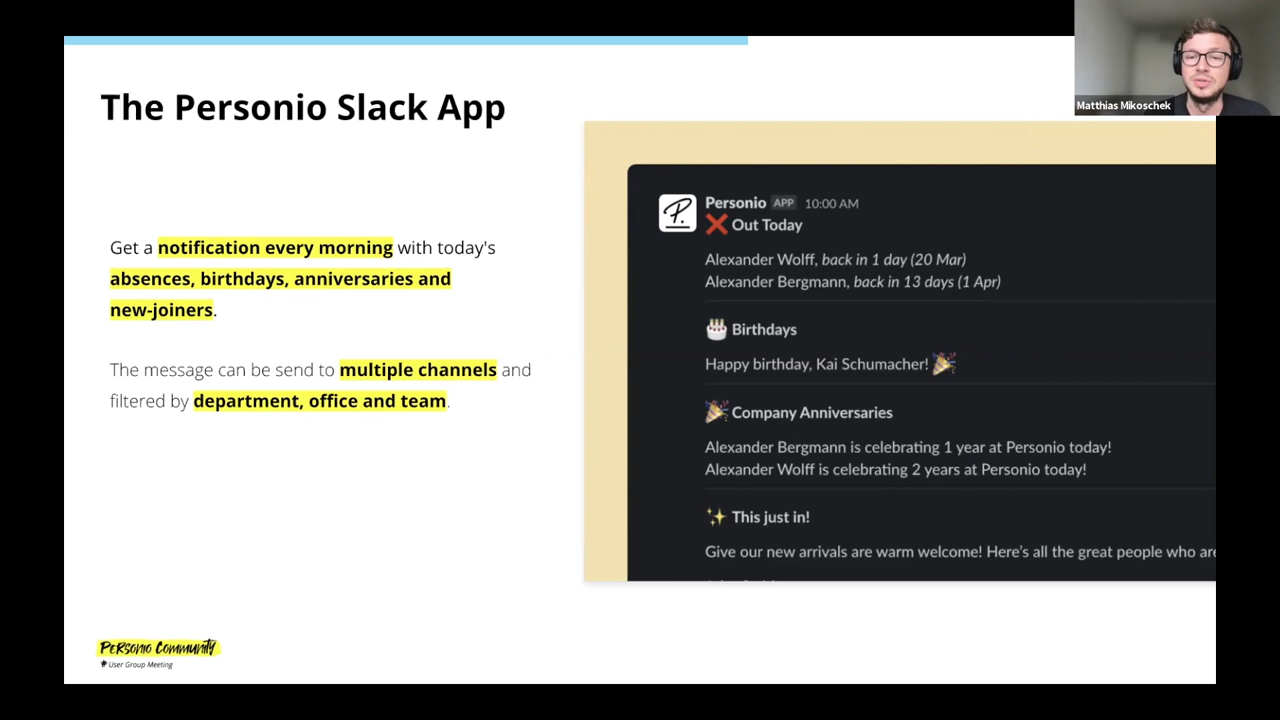 The Personio Slack App
Matthias Mikoschek
Get a notification every morning with today's
absences, birthdays, anniversaries and
new-joiners.
The message can be send to multiple channels and
filtered by department, office and team.
Personio APP 10:00 AM
Out Today
Alexander Wolff, back in 1 day (20 Mar)
Alexander Bergmann, back in 13 days (1 Apr)
Birthdays
Happy birthday, Kai Schumacher!
Company Anniversaries
Alexander Bergmann is celebrating 1 year at Personio today!
Alexander Wolff is celebrating 2 years at Personio today!
This just in!
Give our new arrivals are warm welcome! Here's all the great people who are
Personio Community
User Group Meeting